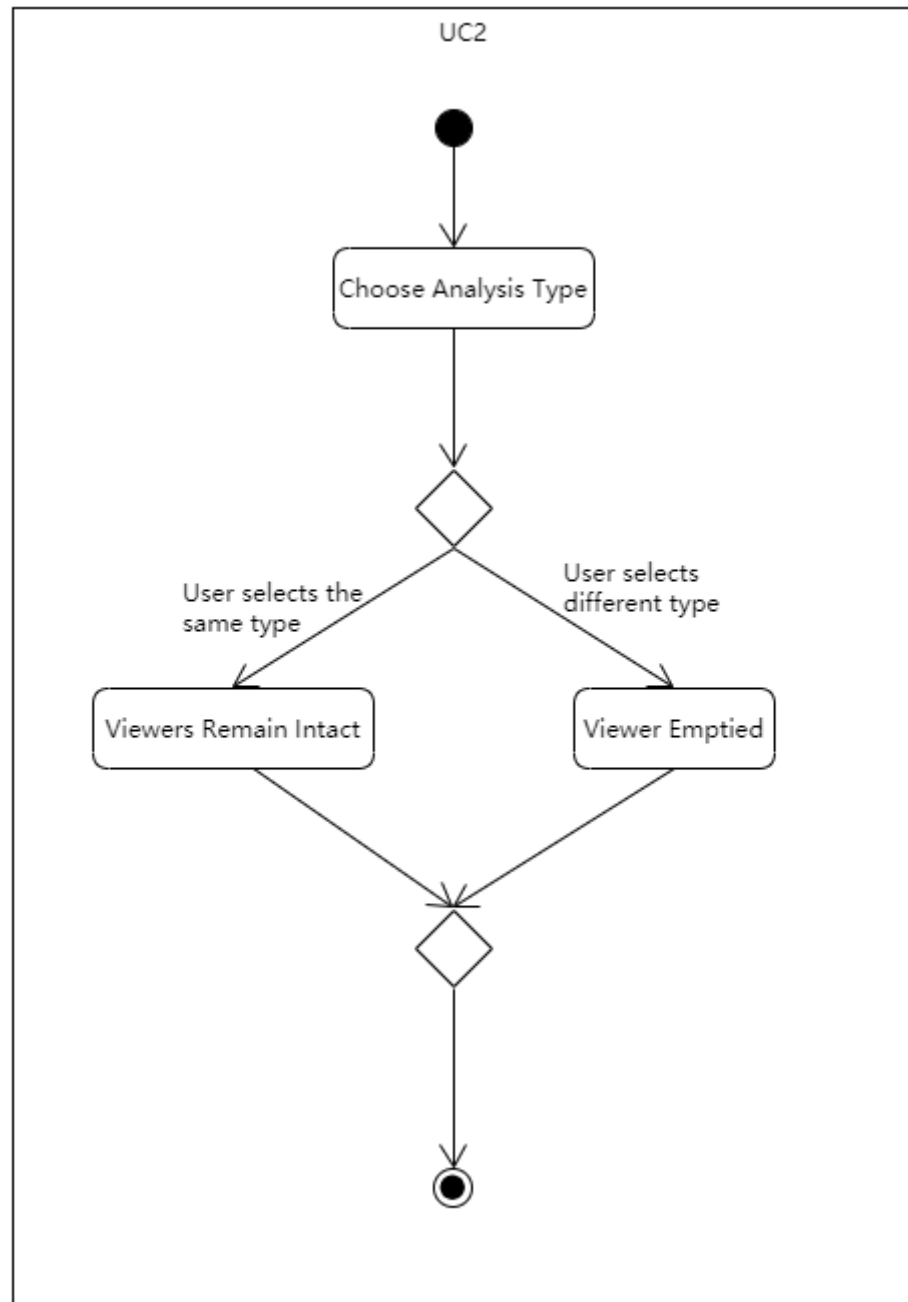 UC2
Choose Analysis Type
User selects the
same type
User selects
different type
Viewers Remain Intact
Viewer Emptied